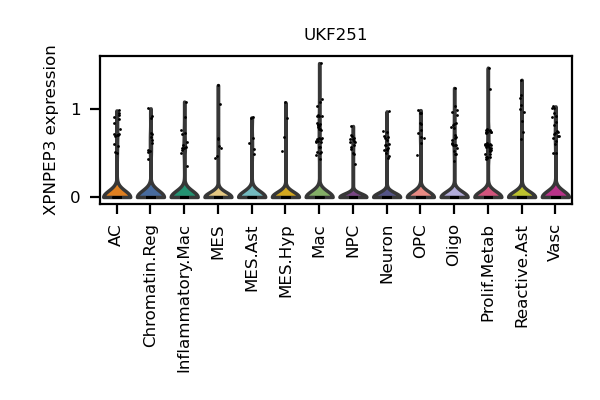 UKF251
XPNPEP3 expression
1
0
AC
Chromatin.Reg
Inflammatory.Mac
MES
MES.Ast
MES.Hyp
Mac
NPC
Neuron
OPC
Oligo
Prolif.Metab
Reactive.Ast
Vasc